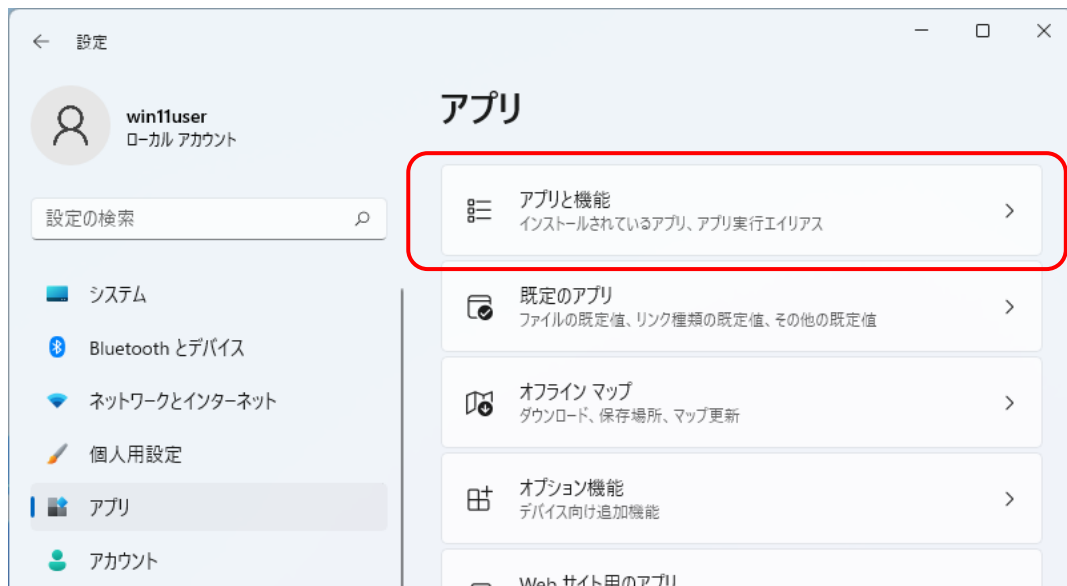 設定
win11user
ローカル アカウント
設定の検索
システム
Bluetooth とデバイス
ネットワークとインターネット
個人用設定
アプリ
アカウント
アプリ
アプリと機能
インストールされているアプリ、アプリ実行エイリアス
既定のアプリ
ファイルの既定値、リンク種類の既定値、その他の既定値
オフライン マップ
ダウンロード、保存場所、マップ更新
オプション機能
デバイス向け追加機能
Web サイト用のアプリ